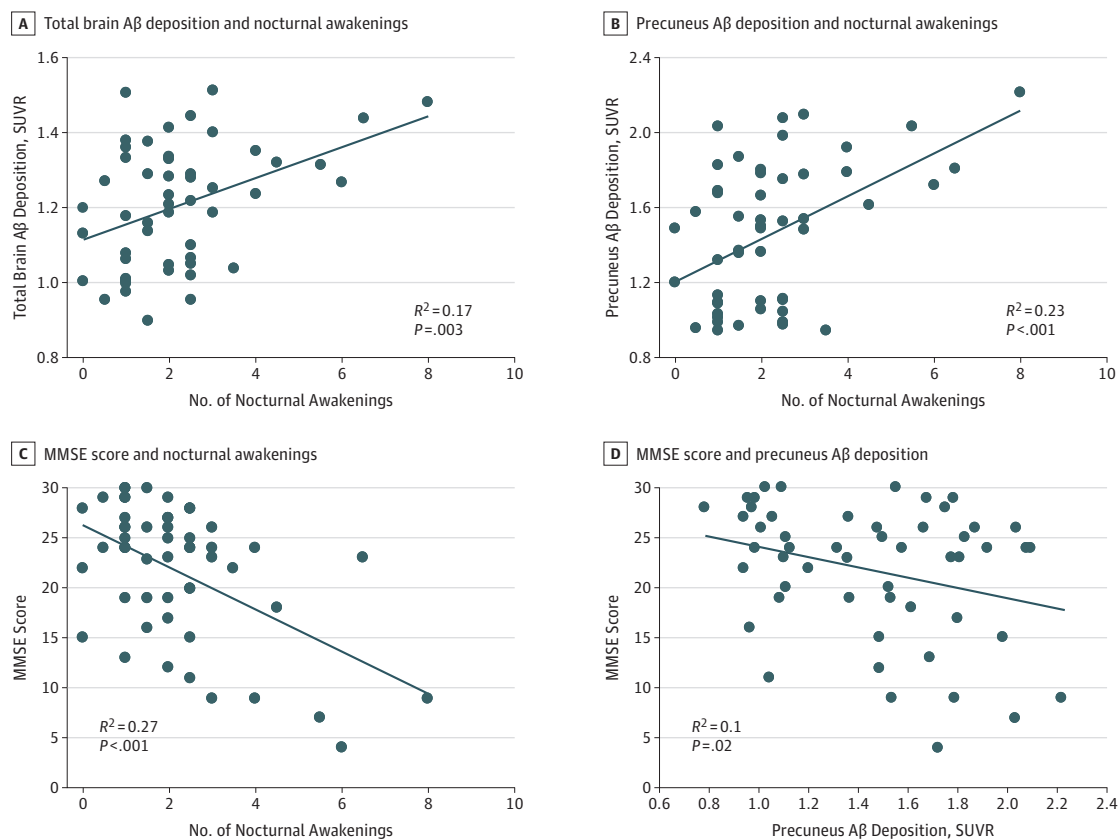 A Total brain Aβ deposition and nocturnal awakenings
1.6
1.4
1.2
1.0
0.8
Total Brain Aβ Deposition, SUVR
R²=0.17
P=.003
0 2 4 6 8 10
No. of Nocturnal Awakenings
B Precuneus Aβ deposition and nocturnal awakenings
2.4
2.0
1.6
1.2
0.8
Precuneus Aβ Deposition, SUVR
R²=0.23
P<.001
0 2 4 6 8 10
No. of Nocturnal Awakenings
C MMSE score and nocturnal awakenings
30
25
20
15
10
5
0
MMSE Score
R²=0.27
P<.001
0 2 4 6 8 10
No. of Nocturnal Awakenings
D MMSE score and precuneus Aβ deposition
30
25
20
15
10
5
0
MMSE Score
R²=0.1
P=.02
0.6 0.8 1.0 1.2 1.4 1.6 1.8 2.0 2.2 2.4
Precuneus Aβ Deposition, SUVR